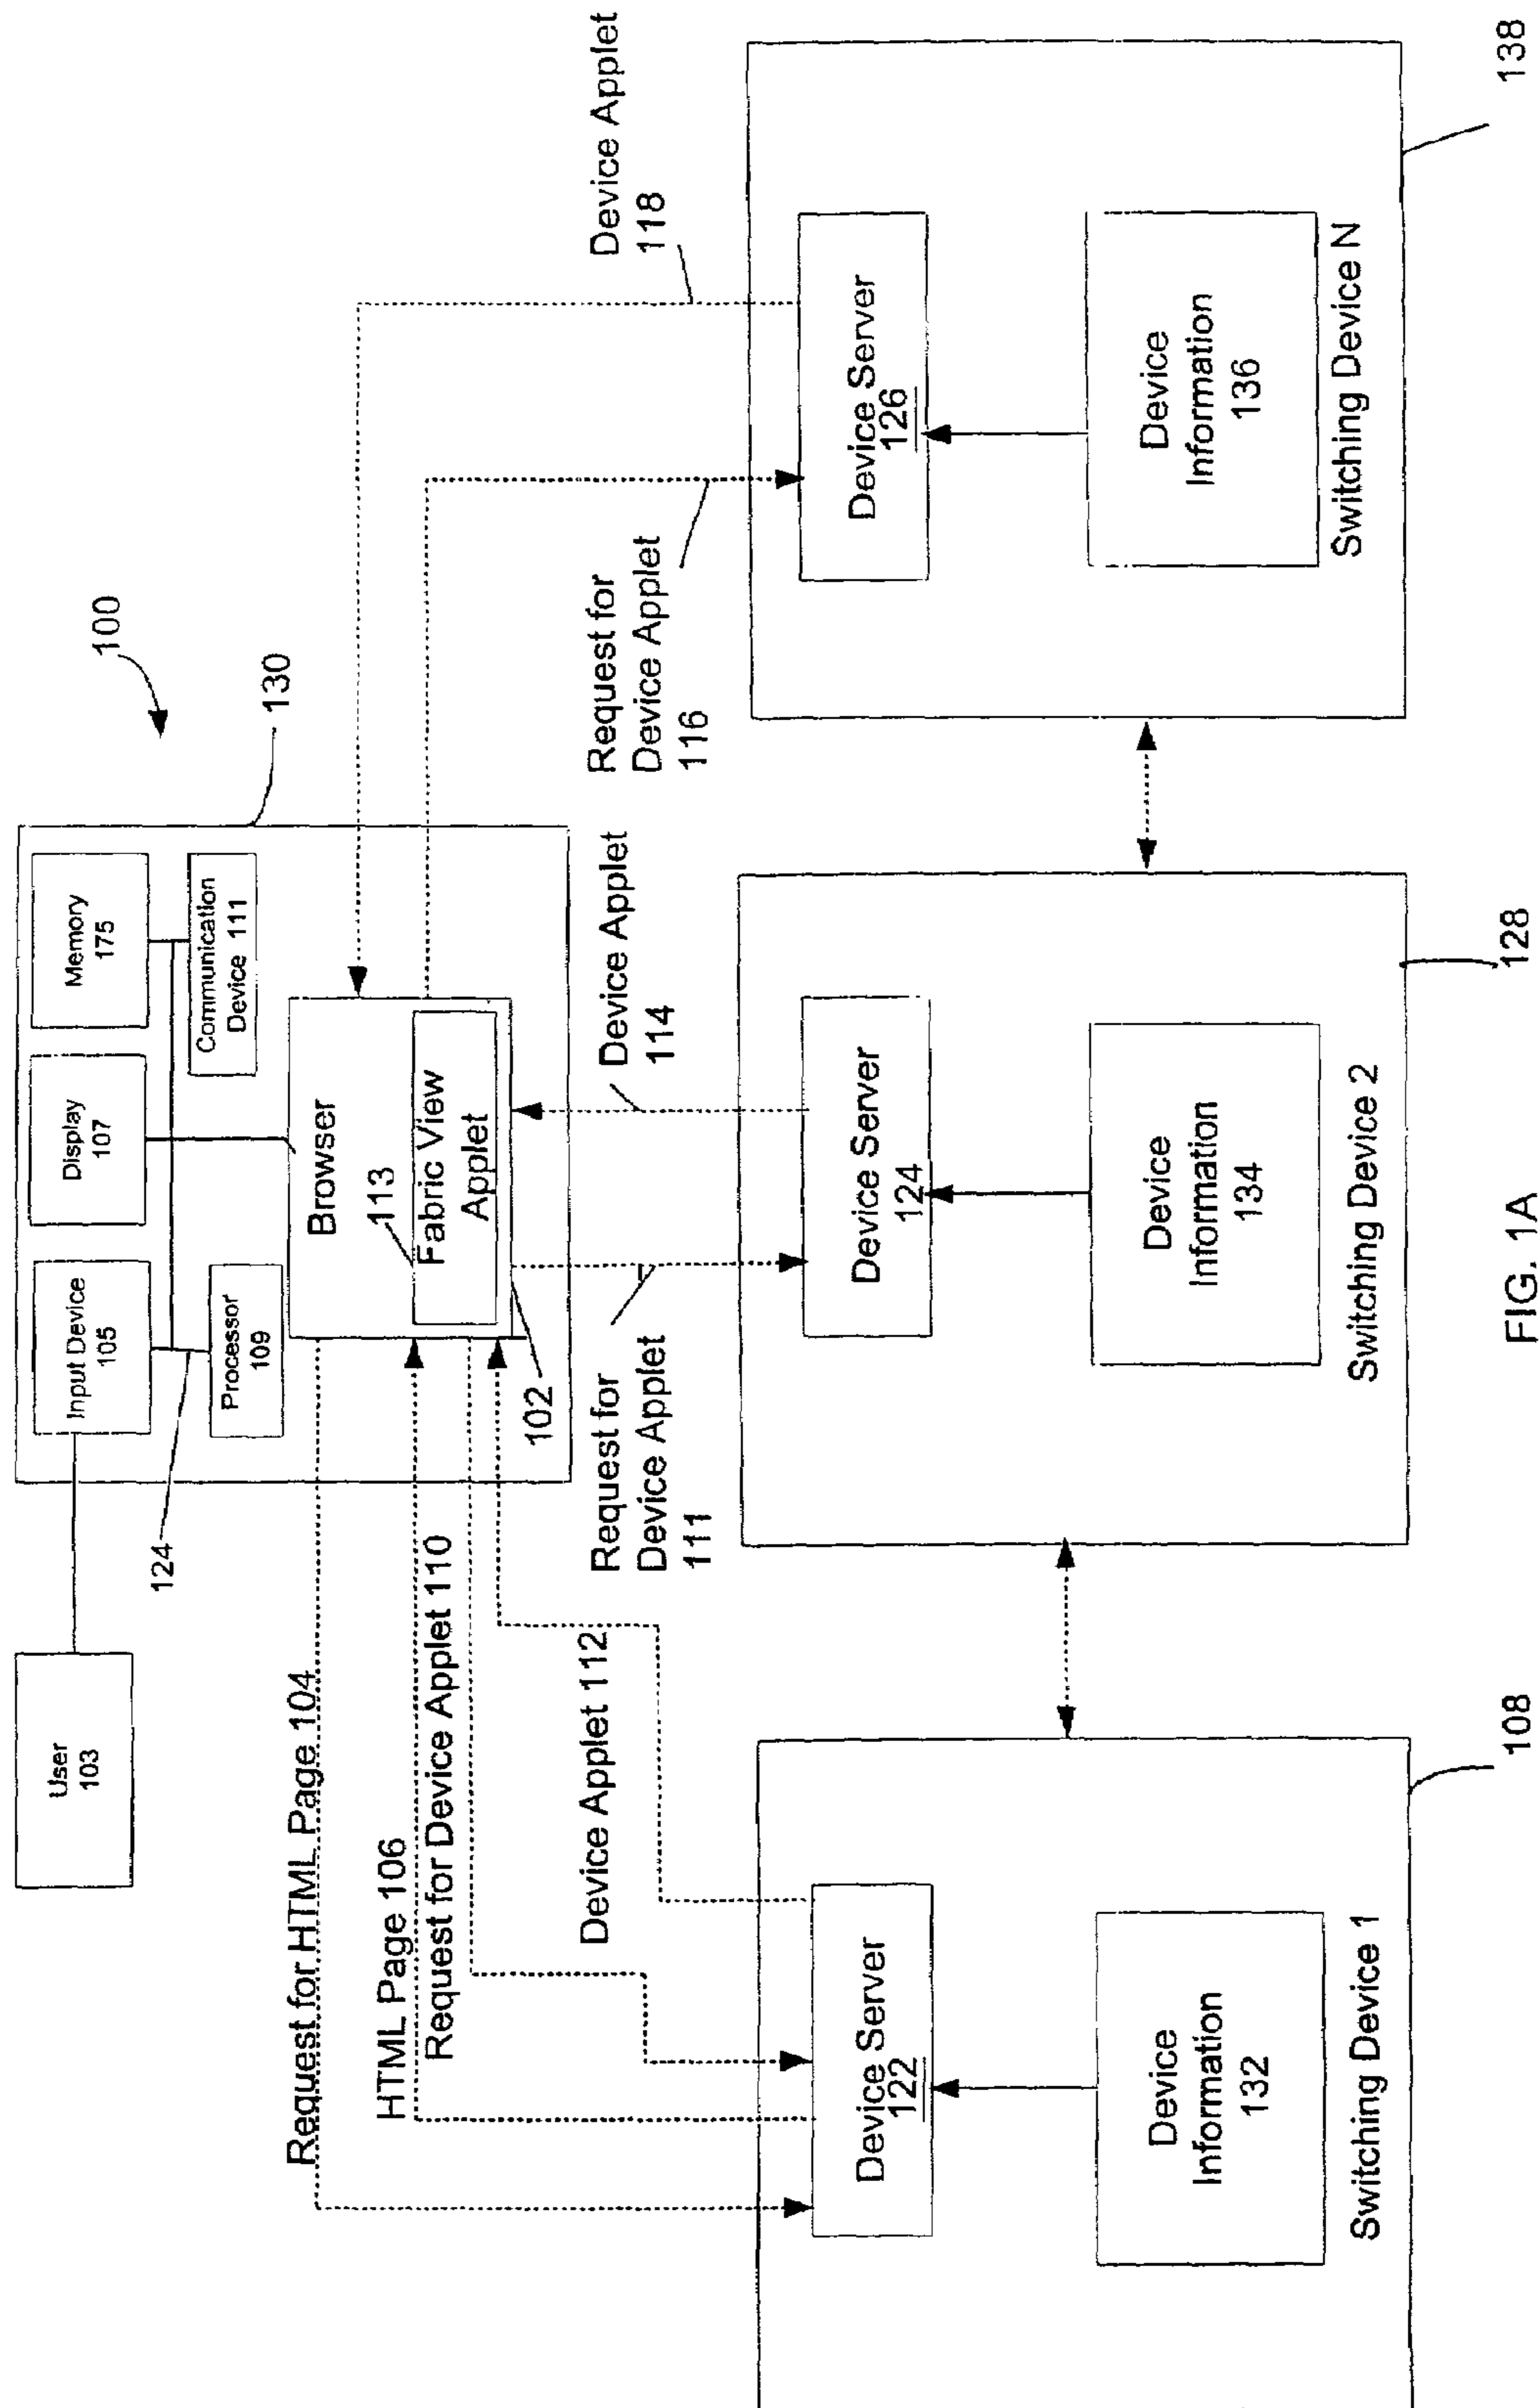 100
130
User
103
Input Device
105
Display
107
Memory
175
Processor
109
Communication
Device 111
124
Browser
113
Fabric View
Applet
102
Request for HTML Page 104
HTML Page 106
Request for Device Applet 110
Device Applet 112
Request for
Device Applet
111
Device Applet
114
Request for
Device Applet
116
Device Applet
118
Device Server
122
Device
Information
132
Switching Device 1
108
Device Server
124
Device
Information
134
Switching Device 2
128
Device Server
126
Device
Information
136
Switching Device N
138
FIG. 1A